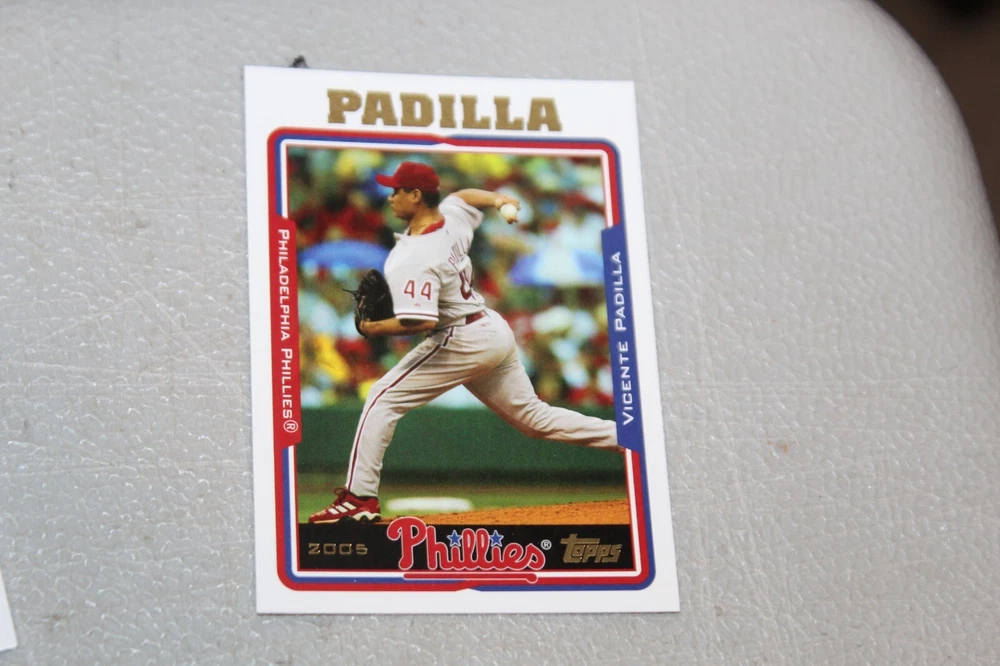 PADILLA
PHILADELPHIA PHILLIES®
VICENTE PADILLA
44
2005
Phillies®
Topps